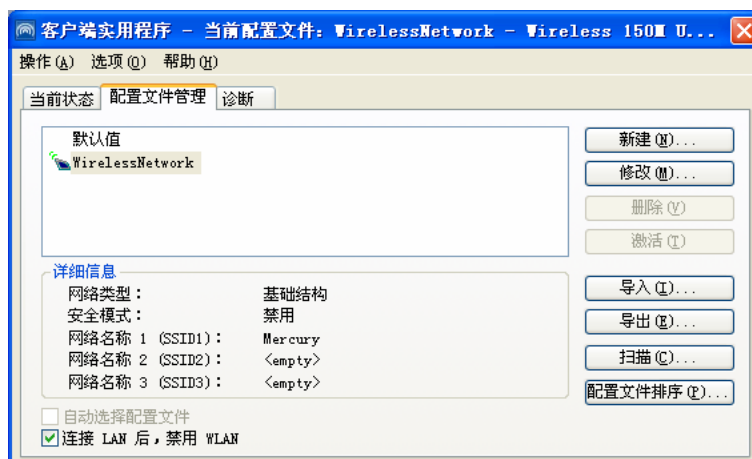 客户端实用程序 - 当前配置文件: WirelessNetwork - Wireless 150M U...
操作(A) 选项(O) 帮助(H)
当前状态 配置文件管理 诊断
默认值
WirelessNetwork
新建(N)...
修改(M)...
删除(V)
激活(T)
详细信息
网络类型: 基础结构
安全模式: 禁用
网络名称 1 (SSID1): Mercury
网络名称 2 (SSID2): <empty>
网络名称 3 (SSID3): <empty>
导入(I)...
导出(E)...
扫描(C)...
配置文件排序(P)...
自动选择配置文件
连接 LAN 后,禁用 WLAN